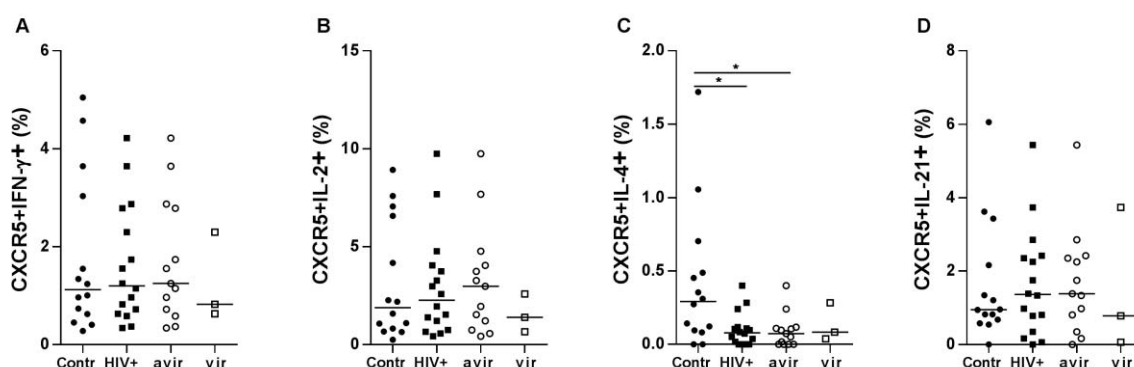 A
CXCR5+IFN-γ+ (%)
6
4
2
0
Contr HIV+ avir vir
B
CXCR5+IL-2+ (%)
15
10
5
0
Contr HIV+ avir vir
C
CXCR5+IL-4+ (%)
2.0
1.5
1.0
0.5
0.0
*
*
Contr HIV+ avir vir
D
CXCR5+IL-21+ (%)
8
6
4
2
0
Contr HIV+ avir vir